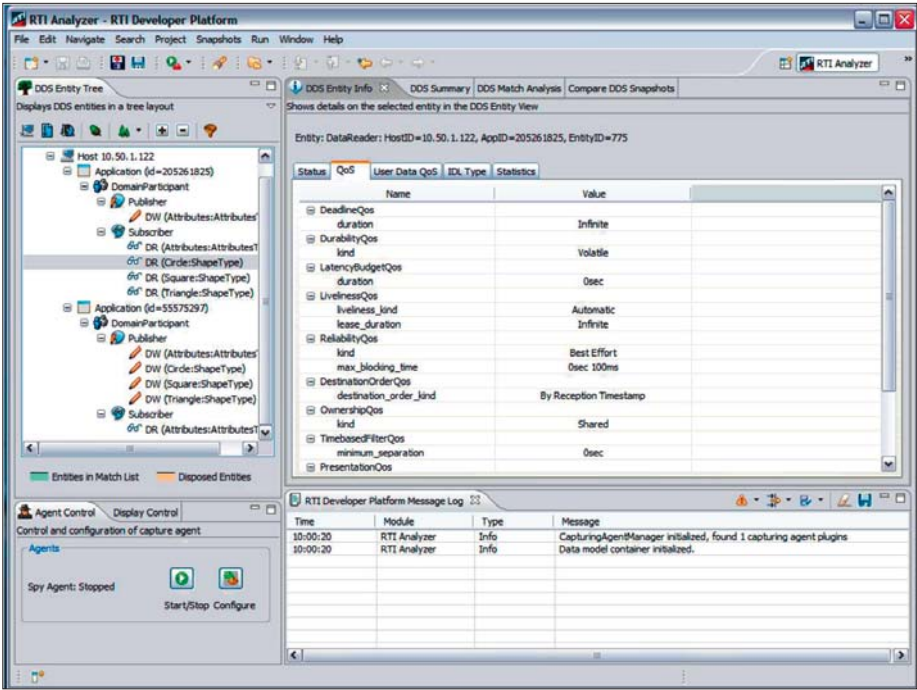 RTI Analyzer - RTI Developer Platform
File Edit Navigate Search Project Snapshots Run Window Help
RTI Analyzer
DDS Entity Tree
Displays DDS entities in a tree layout
Host 10.50.1.122
Application (id=205261825)
DomainParticipant
Publisher
DW (Attributes:Attributes
Subscriber
DR (Attributes:AttributesT
DR (Circle:ShapeType)
DR (Square:ShapeType)
DR (Triangle:ShapeType)
Application (id=55575297)
DomainParticipant
Publisher
DW (Attributes:Attributes
DW (Circle:ShapeType)
DW (Square:ShapeType)
DW (Triangle:ShapeType)
Subscriber
DR (Attributes:AttributesT
Entities in Match List Disposed Entities
Agent Control Display Control
Control and configuration of capture agent
Agents
Spy Agent: Stopped
Start/Stop Configure
DDS Entity Info DDS Summary DDS Match Analysis Compare DDS Snapshots
Shows details on the selected entity in the DDS Entity View
Entity: DataReader: HostID=10.50.1.122, AppID=205261825, EntityID=775
Status QoS User Data QoS IDL Type Statistics
Name Value
DeadlineQos
duration Infinite
DurabilityQos
kind Volatile
LatencyBudgetQos
duration 0sec
LivelinessQos
liveliness_kind Automatic
lease_duration Infinite
ReliabilityQos
kind Best Effort
max_blocking_time 0sec 100ms
DestinationOrderQos
destination_order_kind By Reception Timestamp
OwnershipQos
kind Shared
TimebasedFilterQos
minimum_separation 0sec
PresentationQos
RTI Developer Platform Message Log
Time Module Type Message
10:00:20 RTI Analyzer Info CapturingAgentManager initialized, found 1 capturing agent plugins
10:00:20 RTI Analyzer Info Data model container initialized.